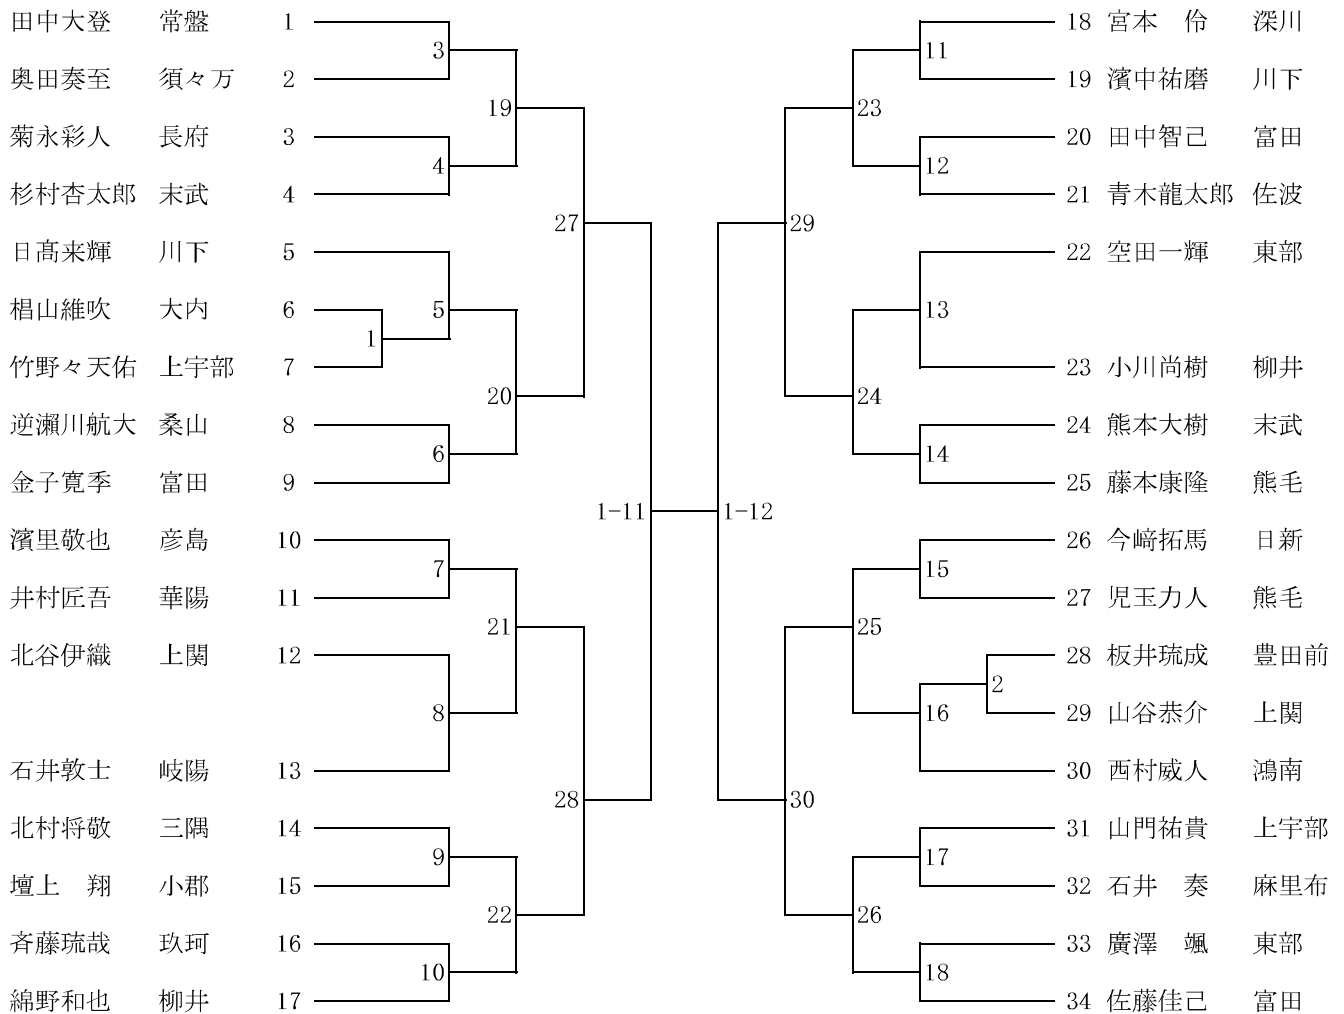 田中大登 常盤 1
奥田奏至 須々万 2
菊永彩人 長府 3
杉村杏太郎 末武 4
日髙来輝 川下 5
椙山維吹 大内 6
竹野々天佑 上宇部 7
逆瀬川航大 桑山 8
金子寛季 富田 9
濱里敬也 彦島 10
井村匠吾 華陽 11
北谷伊織 上関 12
石井敦士 岐陽 13
北村将敬 三隅 14
壇上 翔 小郡 15
斉藤琉哉 玖珂 16
綿野和也 柳井 17
1
3
4
5
6
7
8
9
10
19
20
21
22
27
28
1-11
1-12
29
30
23
24
25
26
11
12
13
14
15
16
17
18
2
18 宮本 伶 深川
19 濱中祐磨 川下
20 田中智己 富田
21 青木龍太郎 佐波
22 空田一輝 東部
23 小川尚樹 柳井
24 熊本大樹 末武
25 藤本康隆 熊毛
26 今﨑拓馬 日新
27 児玉力人 熊毛
28 板井琉成 豊田前
29 山谷恭介 上関
30 西村威人 鴻南
31 山門祐貴 上宇部
32 石井 奏 麻里布
33 廣澤 颯 東部
34 佐藤佳己 富田